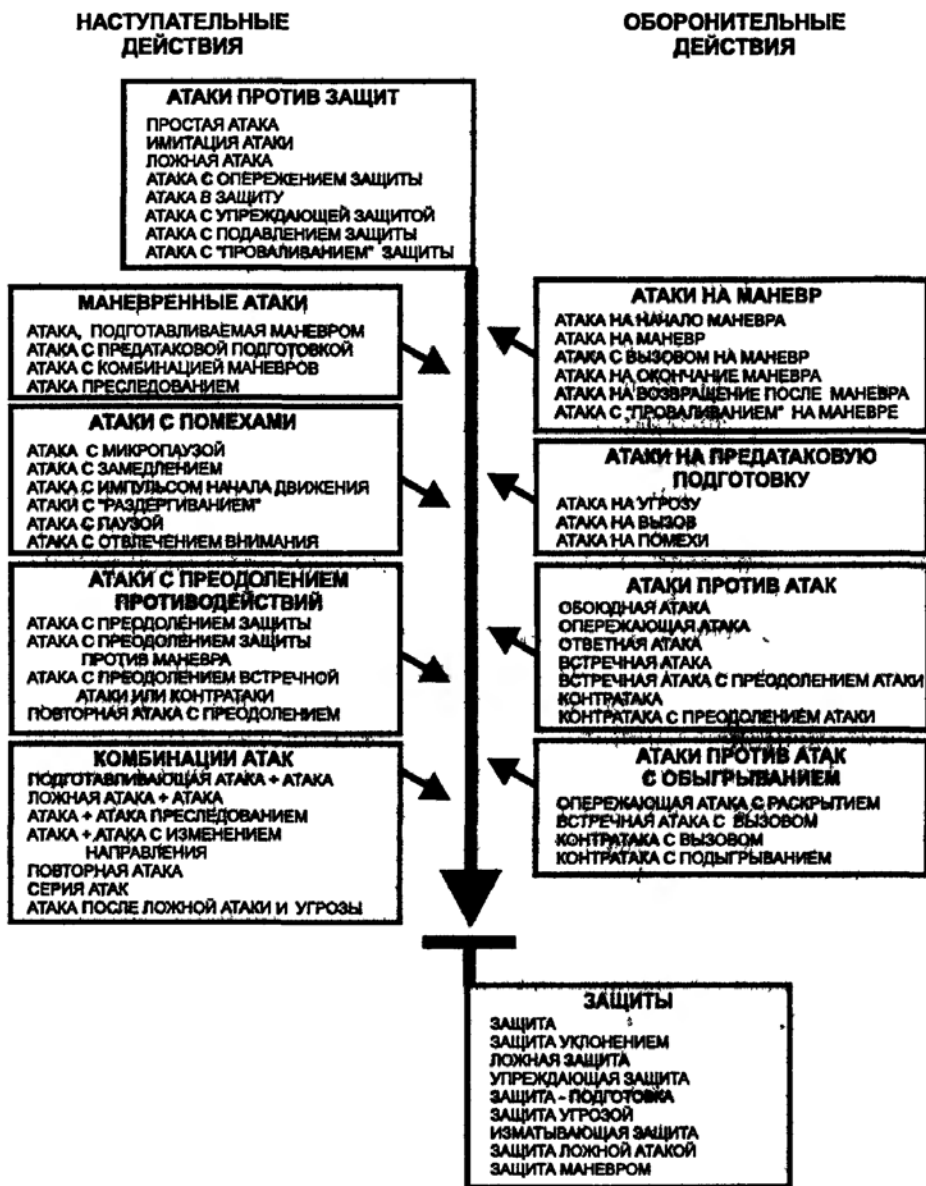 НАСТУПАТЕЛЬНЫЕ
ДЕЙСТВИЯ
ОБОРОНИТЕЛЬНЫЕ
ДЕЙСТВИЯ
АТАКИ ПРОТИВ ЗАЩИТ
ПРОСТАЯ АТАКА
ИМИТАЦИЯ АТАКИ
ЛОЖНАЯ АТАКА
АТАКА С ОПЕРЕЖЕНИЕМ ЗАЩИТЫ
АТАКА В ЗАЩИТУ
АТАКА С УПРЕЖДАЮЩЕЙ ЗАЩИТОЙ
АТАКА С ПОДАВЛЕНИЕМ ЗАЩИТЫ
АТАКА С "ПРОВАЛИВАНИЕМ" ЗАЩИТЫ
МАНЕВРЕННЫЕ АТАКИ
АТАКА, ПОДГОТАВЛИВАЕМАЯ МАНЕВРОМ
АТАКА С ПРЕДАТАКОВОЙ ПОДГОТОВКОЙ
АТАКА С КОМБИНАЦИЕЙ МАНЕВРОВ
АТАКА ПРЕСЛЕДОВАНИЕМ
АТАКИ С ПОМЕХАМИ
АТАКА С МИКРОПАУЗОЙ
АТАКА С ЗАМЕДЛЕНИЕМ
АТАКА С ИМПУЛЬСОМ НАЧАЛА ДВИЖЕНИЯ
АТАКИ С "РАЗДЕРГИВАНИЕМ"
АТАКА С ПАУЗОЙ
АТАКА С ОТВЛЕЧЕНИЕМ ВНИМАНИЯ
АТАКИ С ПРЕОДОЛЕНИЕМ
ПРОТИВОДЕЙСТВИЙ
АТАКА С ПРЕОДОЛЕНИЕМ ЗАЩИТЫ
АТАКА С ПРЕОДОЛЕНИЕМ ЗАЩИТЫ
ПРОТИВ МАНЕВРА
АТАКА С ПРЕОДОЛЕНИЕМ ВСТРЕЧНОЙ
АТАКИ ИЛИ КОНТРАТАКИ
ПОВТОРНАЯ АТАКА С ПРЕОДОЛЕНИЕМ
КОМБИНАЦИИ АТАК
ПОДГОТАВЛИВАЮЩАЯ АТАКА + АТАКА
ЛОЖНАЯ АТАКА + АТАКА
АТАКА + АТАКА ПРЕСЛЕДОВАНИЕМ
АТАКА + АТАКА С ИЗМЕНЕНИЕМ
НАПРАВЛЕНИЯ
ПОВТОРНАЯ АТАКА
СЕРИЯ АТАК
АТАКА ПОСЛЕ ЛОЖНОЙ АТАКИ И УГРОЗЫ
АТАКИ НА МАНЕВР
АТАКА НА НАЧАЛО МАНЕВРА
АТАКА НА МАНЕВР
АТАКА С ВЫЗОВОМ НА МАНЕВР
АТАКА НА ОКОНЧАНИЕ МАНЕВРА
АТАКА НА ВОЗВРАЩЕНИЕ ПОСЛЕ МАНЕВРА
АТАКА С "ПРОВАЛИВАНИЕМ" НА МАНЕВРЕ
АТАКИ НА ПРЕДАТАКОВУЮ
ПОДГОТОВКУ
АТАКА НА УГРОЗУ
АТАКА НА ВЫЗОВ
АТАКА НА ПОМЕХИ
АТАКИ ПРОТИВ АТАК
ОБОЮДНАЯ АТАКА
ОПЕРЕЖАЮЩАЯ АТАКА
ОТВЕТНАЯ АТАКА
ВСТРЕЧНАЯ АТАКА
ВСТРЕЧНАЯ АТАКА С ПРЕОДОЛЕНИЕМ АТАКИ
КОНТРАТАКА
КОНТРАТАКА С ПРЕОДОЛЕНИЕМ АТАКИ
АТАКИ ПРОТИВ АТАК
С ОБЫГРЫВАНИЕМ
ОПЕРЕЖАЮЩАЯ АТАКА С РАСКРЫТИЕМ
ВСТРЕЧНАЯ АТАКА С ВЫЗОВОМ
КОНТРАТАКА С ВЫЗОВОМ
КОНТРАТАКА С ПОДЫГРЫВАНИЕМ
ЗАЩИТЫ
ЗАЩИТА
ЗАЩИТА УКЛОНЕНИЕМ
ЛОЖНАЯ ЗАЩИТА
УПРЕЖДАЮЩАЯ ЗАЩИТА
ЗАЩИТА - ПОДГОТОВКА
ЗАЩИТА УГРОЗОЙ
ИЗМАТЫВАЮЩАЯ ЗАЩИТА
ЗАЩИТА ЛОЖНОЙ АТАКОЙ
ЗАЩИТА МАНЕВРОМ